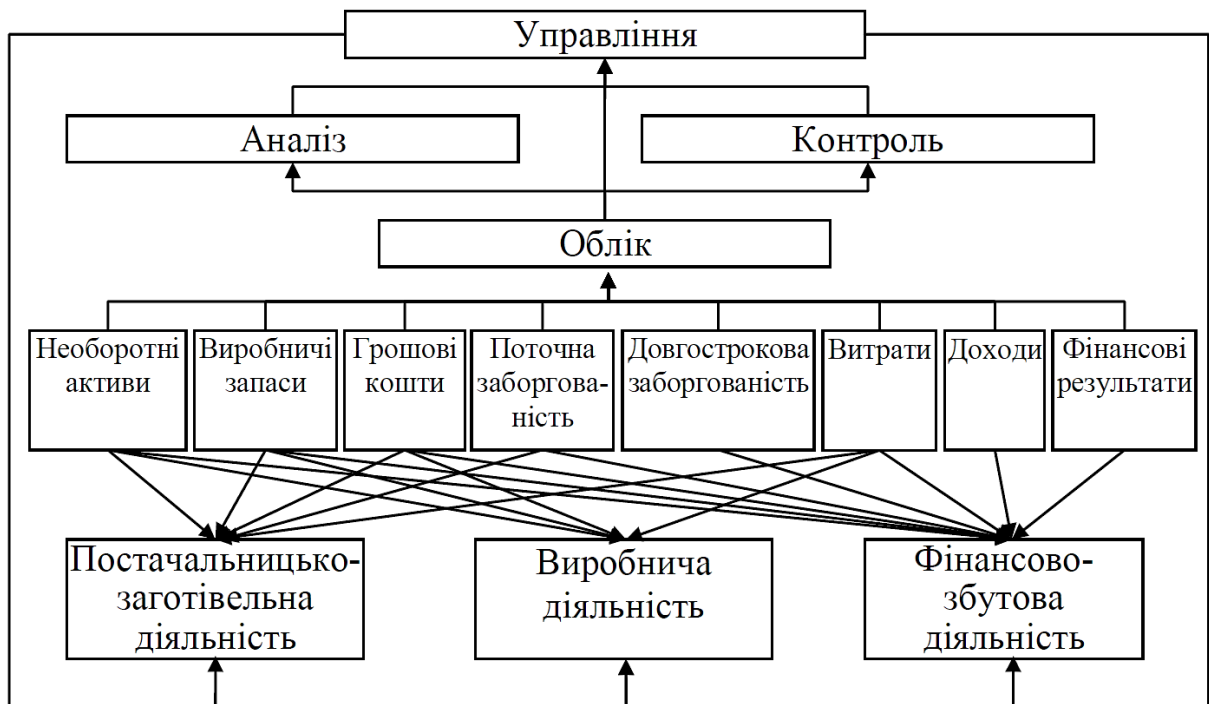 Управління
Аналіз
Контроль
Облік
Необоротні
активи
Виробничі
запаси
Грошові
кошти
Поточна
заборгова-
ність
Довгострокова
заборгованість
Витрати
Доходи
Фінансові
результати
Постачальницько-
заготівельна
діяльність
Виробнича
діяльність
Фінансово-
збутова
діяльність